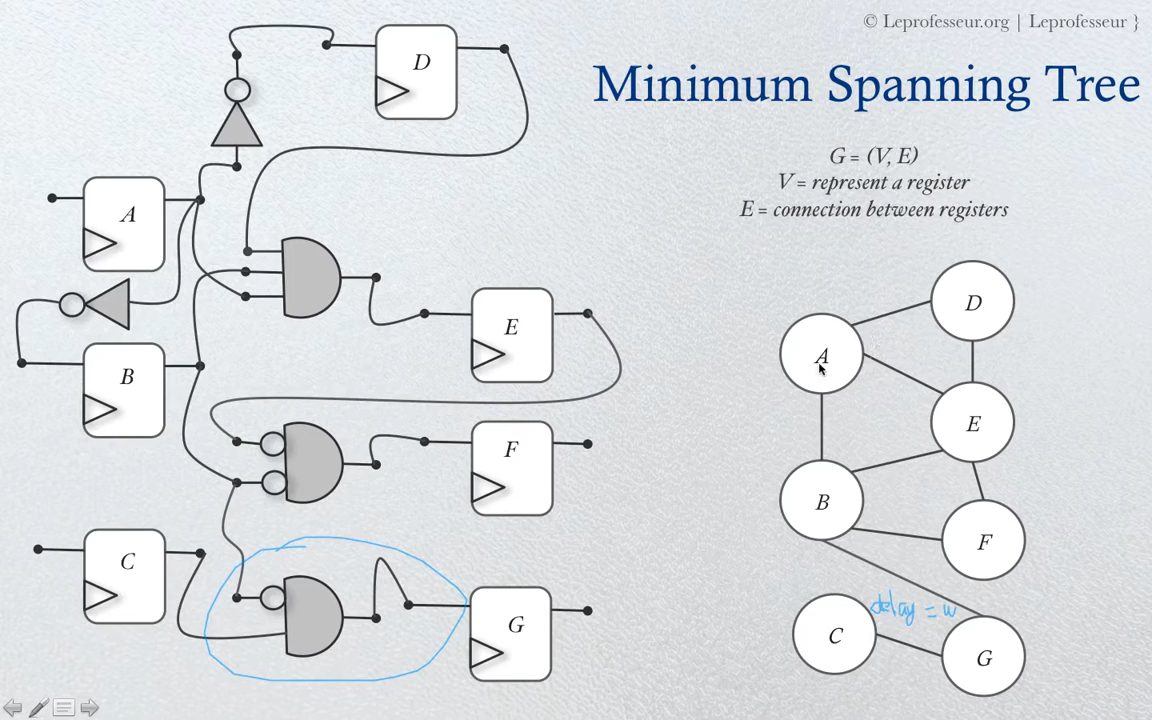 © Leprofesseur.org | Leprofesseur }
Minimum Spanning Tree
G = (V, E)
V = represent a register
E = connection between registers
D
A
B
E
F
C
G
D
A
E
B
F
C
delay = w
G